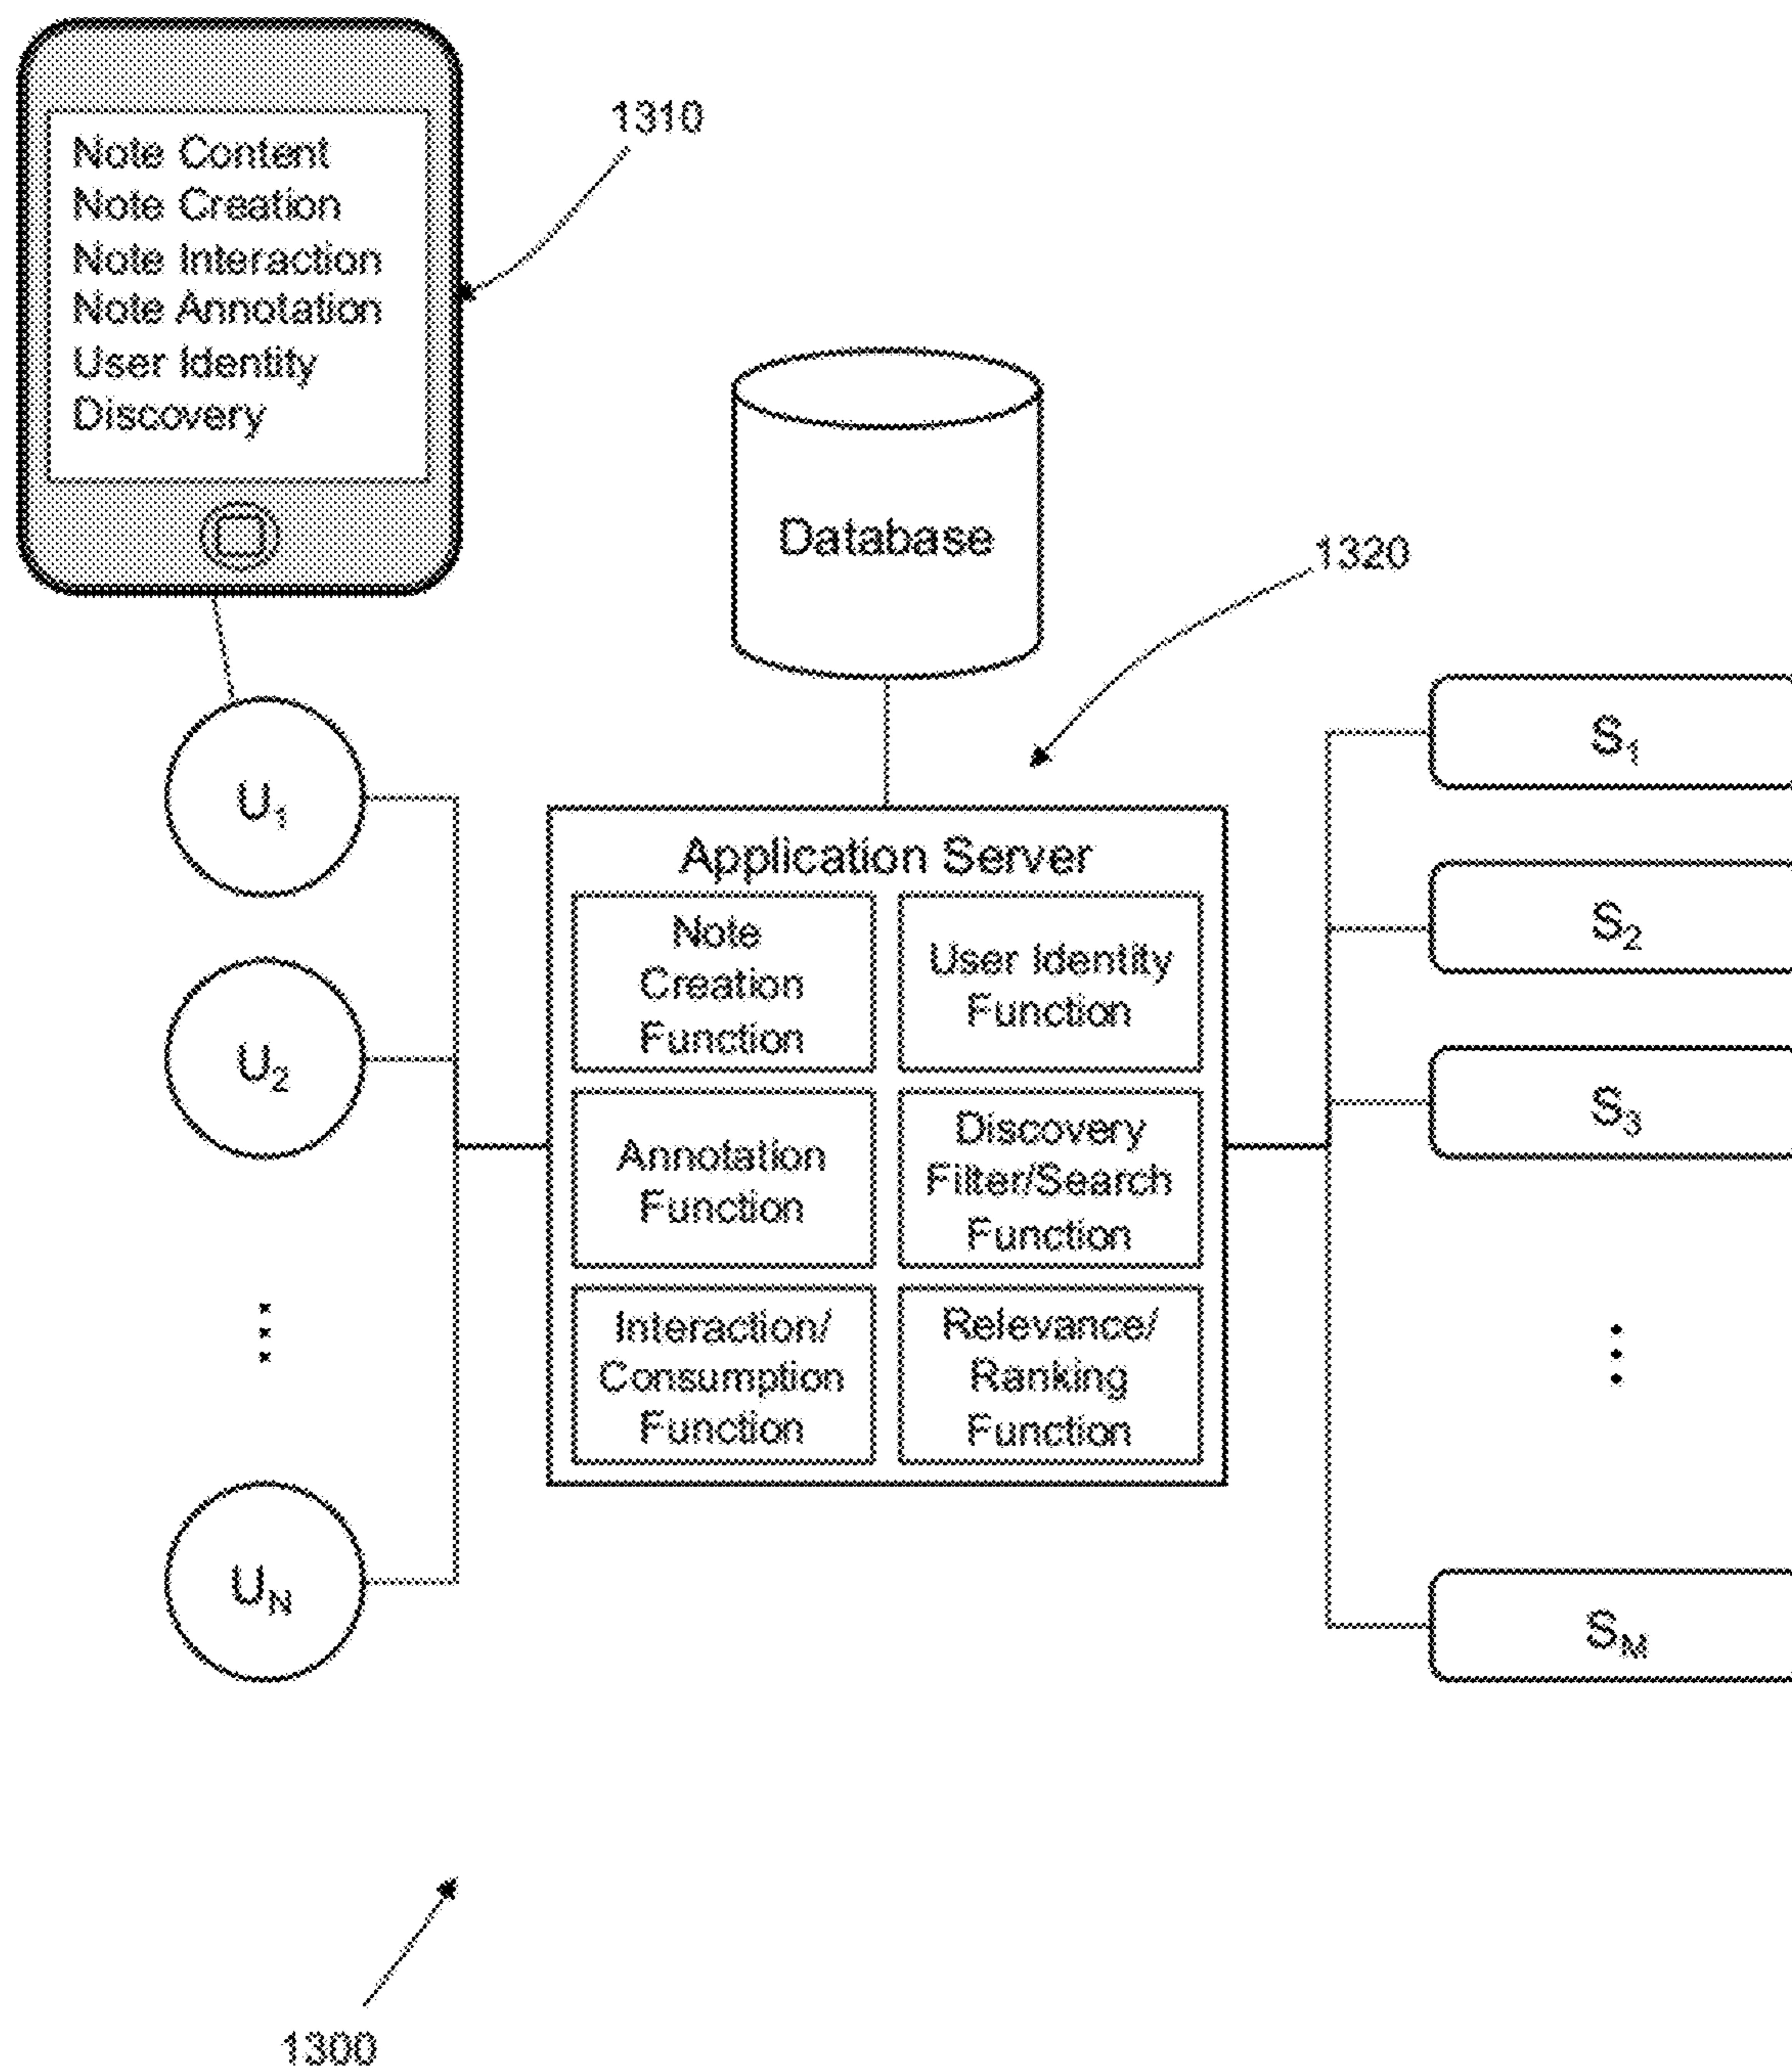 1310
Note Content
Note Creation
Note Interaction
Note Annotation
User Identity
Discovery
Database
1320
U₁
U₂
U_N
Application Server
Note
Creation
Function
User Identity
Function
Annotation
Function
Discovery
Filter/Search
Function
Interaction/
Consumption
Function
Relevance/
Ranking
Function
S₁
S₂
S₃
S_M
1300